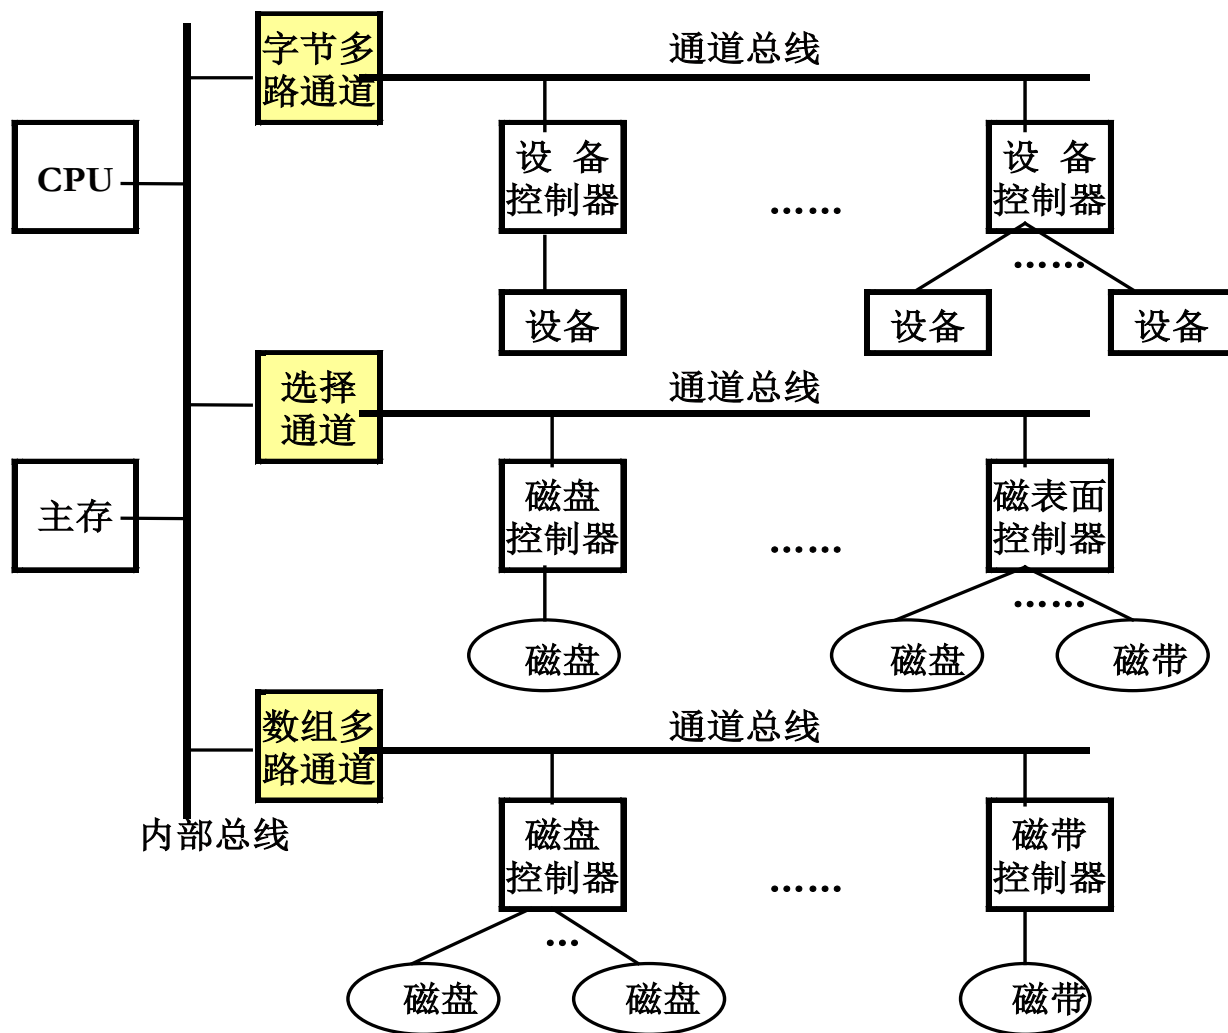 字节多
路通道
通道总线
CPU
设 备
控制器
……
设 备
控制器
……
设备
设备
设备
选择
通道
通道总线
主存
磁盘
控制器
……
磁表面
控制器
……
磁盘
磁盘
磁带
数组多
路通道
通道总线
内部总线
磁盘
控制器
……
磁带
控制器
...
磁盘
磁盘
磁带